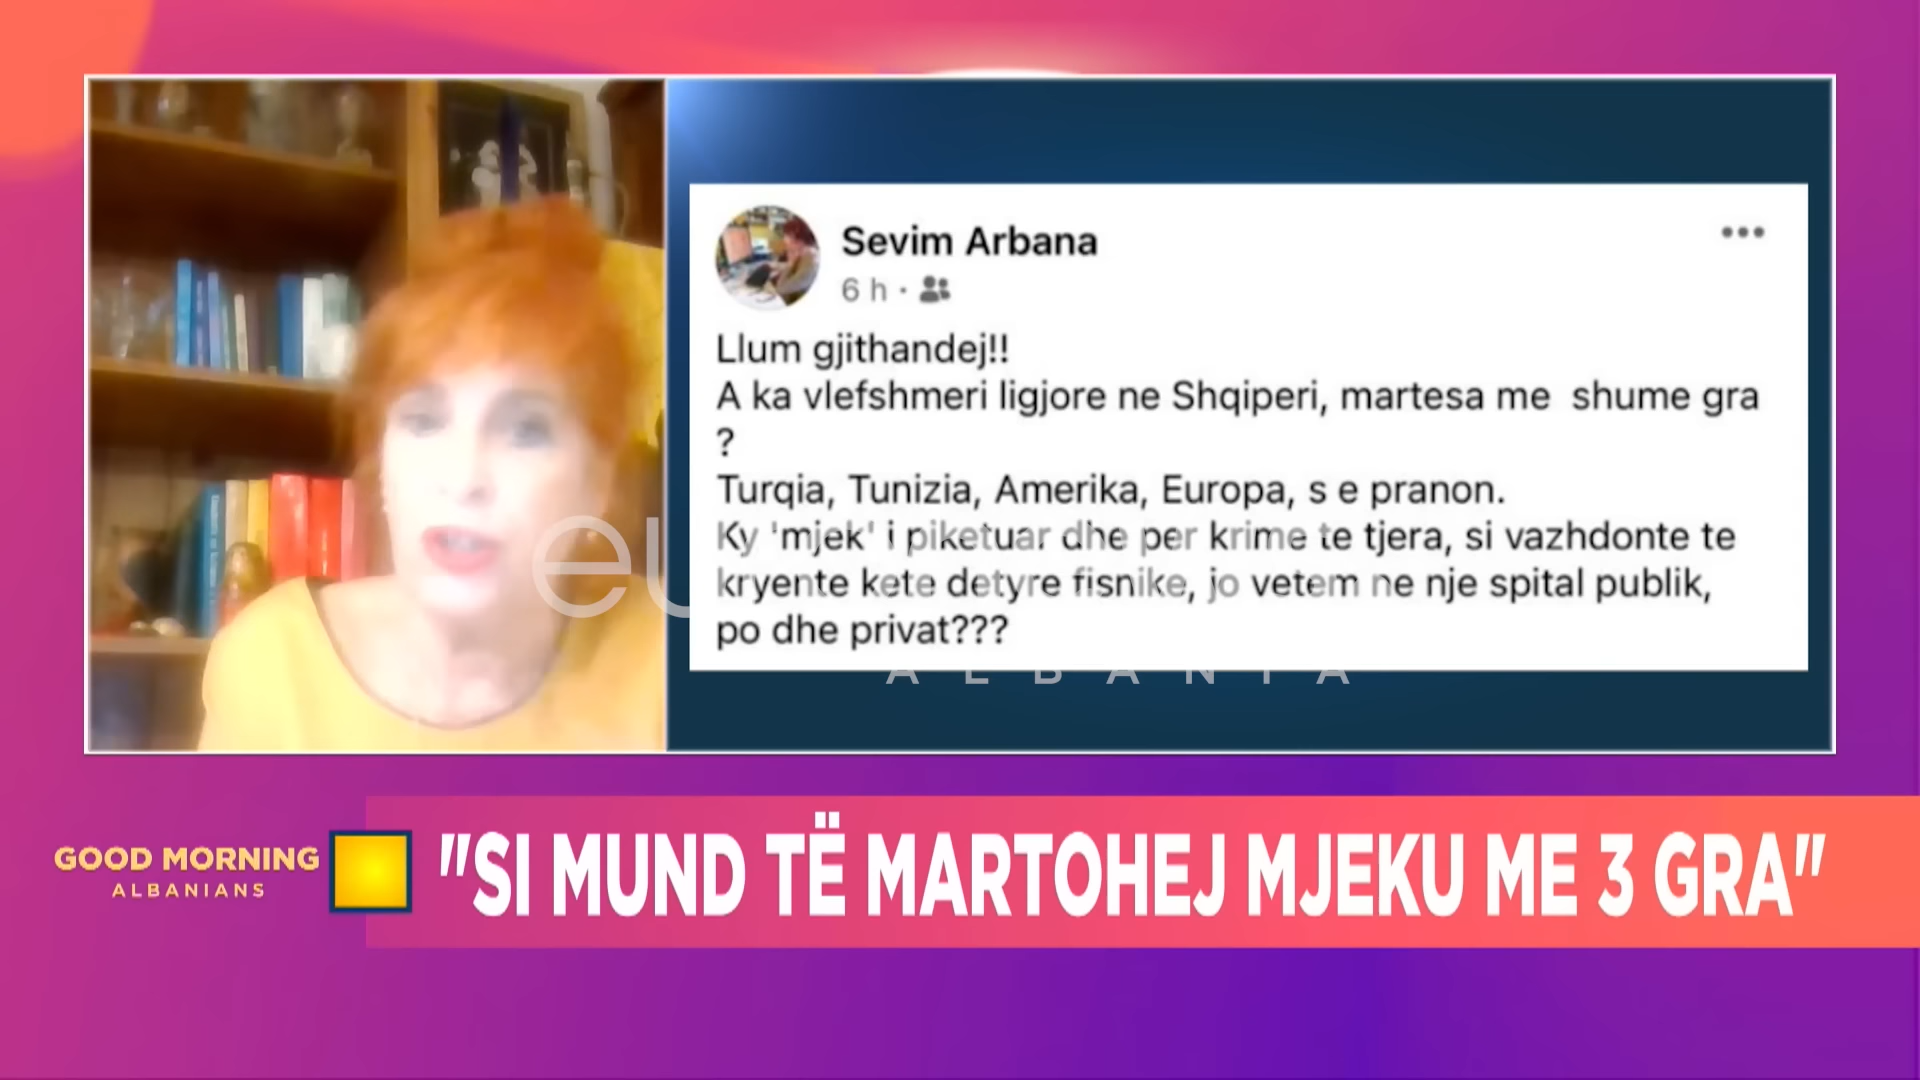 Sevim Arbana
6 h ·
Llum gjithandej!!
A ka vlefshmeri ligjore ne Shqiperi, martesa me shume gra
?
Turqia, Tunizia, Amerika, Europa, s e pranon.
Ky 'mjek' i piketuar dhe per krime te tjera, si vazhdonte te
kryente kete detyre fisnike, jo vetem ne nje spital publik,
po dhe privat???
ALBANIA
GOOD MORNING
ALBANIANS
"SI MUND TË MARTOHEJ MJEKU ME 3 GRA"